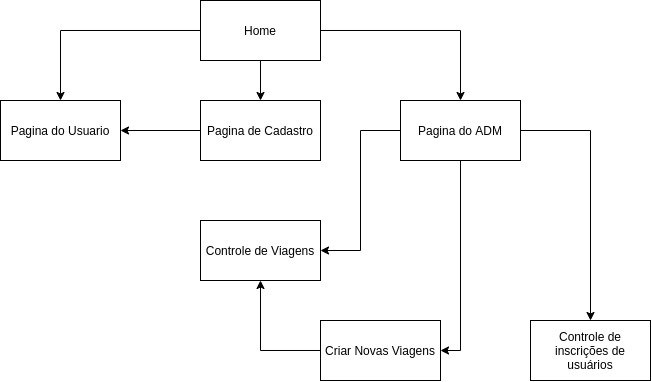 Home
Pagina do Usuario
Pagina de Cadastro
Pagina do ADM
Controle de Viagens
Criar Novas Viagens
Controle de
inscrições de
usuários